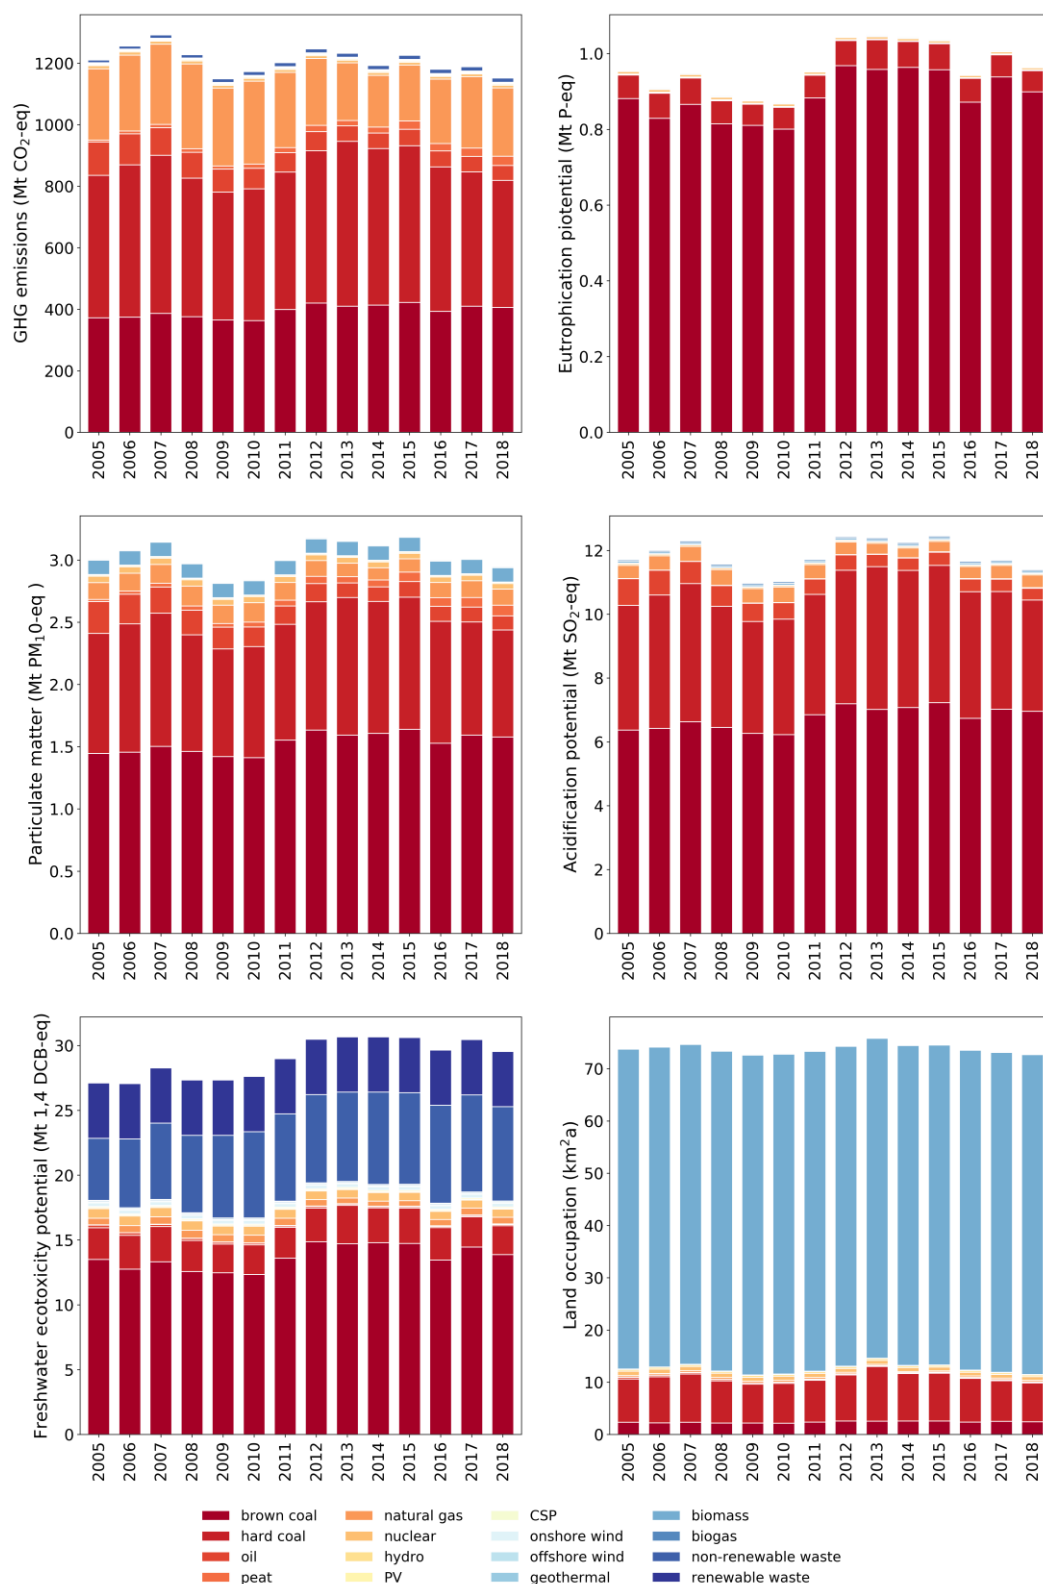 GHG emissions (Mt CO₂-eq)
1200
1000
800
600
400
200
0
2005 2006 2007 2008 2009 2010 2011 2012 2013 2014 2015 2016 2017 2018
Eutrophication piotential (Mt P-eq)
1.0
0.8
0.6
0.4
0.2
0.0
2005 2006 2007 2008 2009 2010 2011 2012 2013 2014 2015 2016 2017 2018
Particulate matter (Mt PM₁0-eq)
3.0
2.5
2.0
1.5
1.0
0.5
0.0
2005 2006 2007 2008 2009 2010 2011 2012 2013 2014 2015 2016 2017 2018
Acidification potential (Mt SO₂-eq)
12
10
8
6
4
2
0
2005 2006 2007 2008 2009 2010 2011 2012 2013 2014 2015 2016 2017 2018
Freshwater ecotoxicity potential (Mt 1,4 DCB-eq)
30
25
20
15
10
5
0
2005 2006 2007 2008 2009 2010 2011 2012 2013 2014 2015 2016 2017 2018
Land occupation (km²a)
70
60
50
40
30
20
10
0
2005 2006 2007 2008 2009 2010 2011 2012 2013 2014 2015 2016 2017 2018
brown coal
hard coal
oil
peat
natural gas
nuclear
hydro
PV
CSP
onshore wind
offshore wind
geothermal
biomass
biogas
non-renewable waste
renewable waste